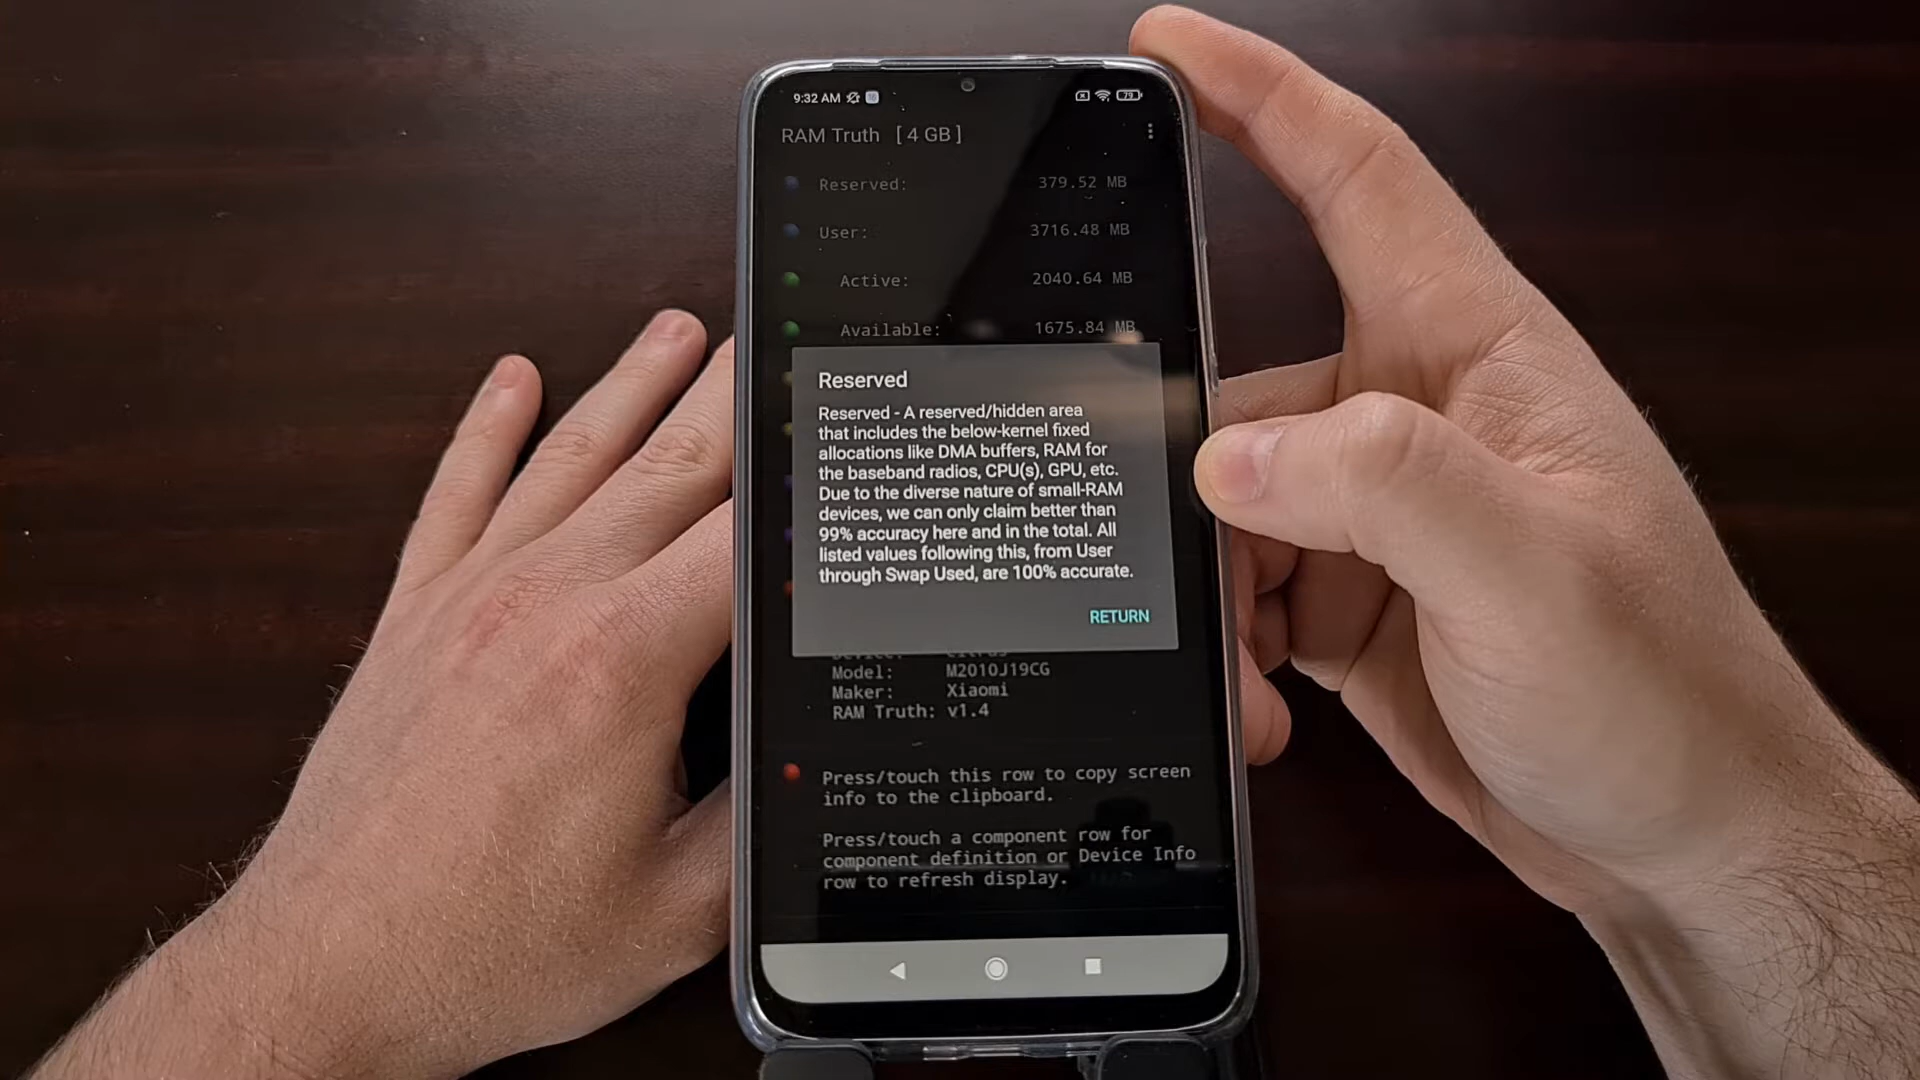 9:32 AM
79
RAM Truth [ 4 GB ]
Reserved: 379.52 MB
User: 3716.48 MB
Active: 2040.64 MB
Available: 1675.84 MB
Reserved
Reserved - A reserved/hidden area
that includes the below-kernel fixed
allocations like DMA buffers, RAM for
the baseband radios, CPU(s), GPU, etc.
Due to the diverse nature of small-RAM
devices, we can only claim better than
99% accuracy here and in the total. All
listed values following this, from User
through Swap Used, are 100% accurate.
RETURN
Model: M2010J19CG
Maker: Xiaomi
RAM Truth: v1.4
Press/touch this row to copy screen
info to the clipboard.
Press/touch a component row for
component definition or Device Info
row to refresh display.